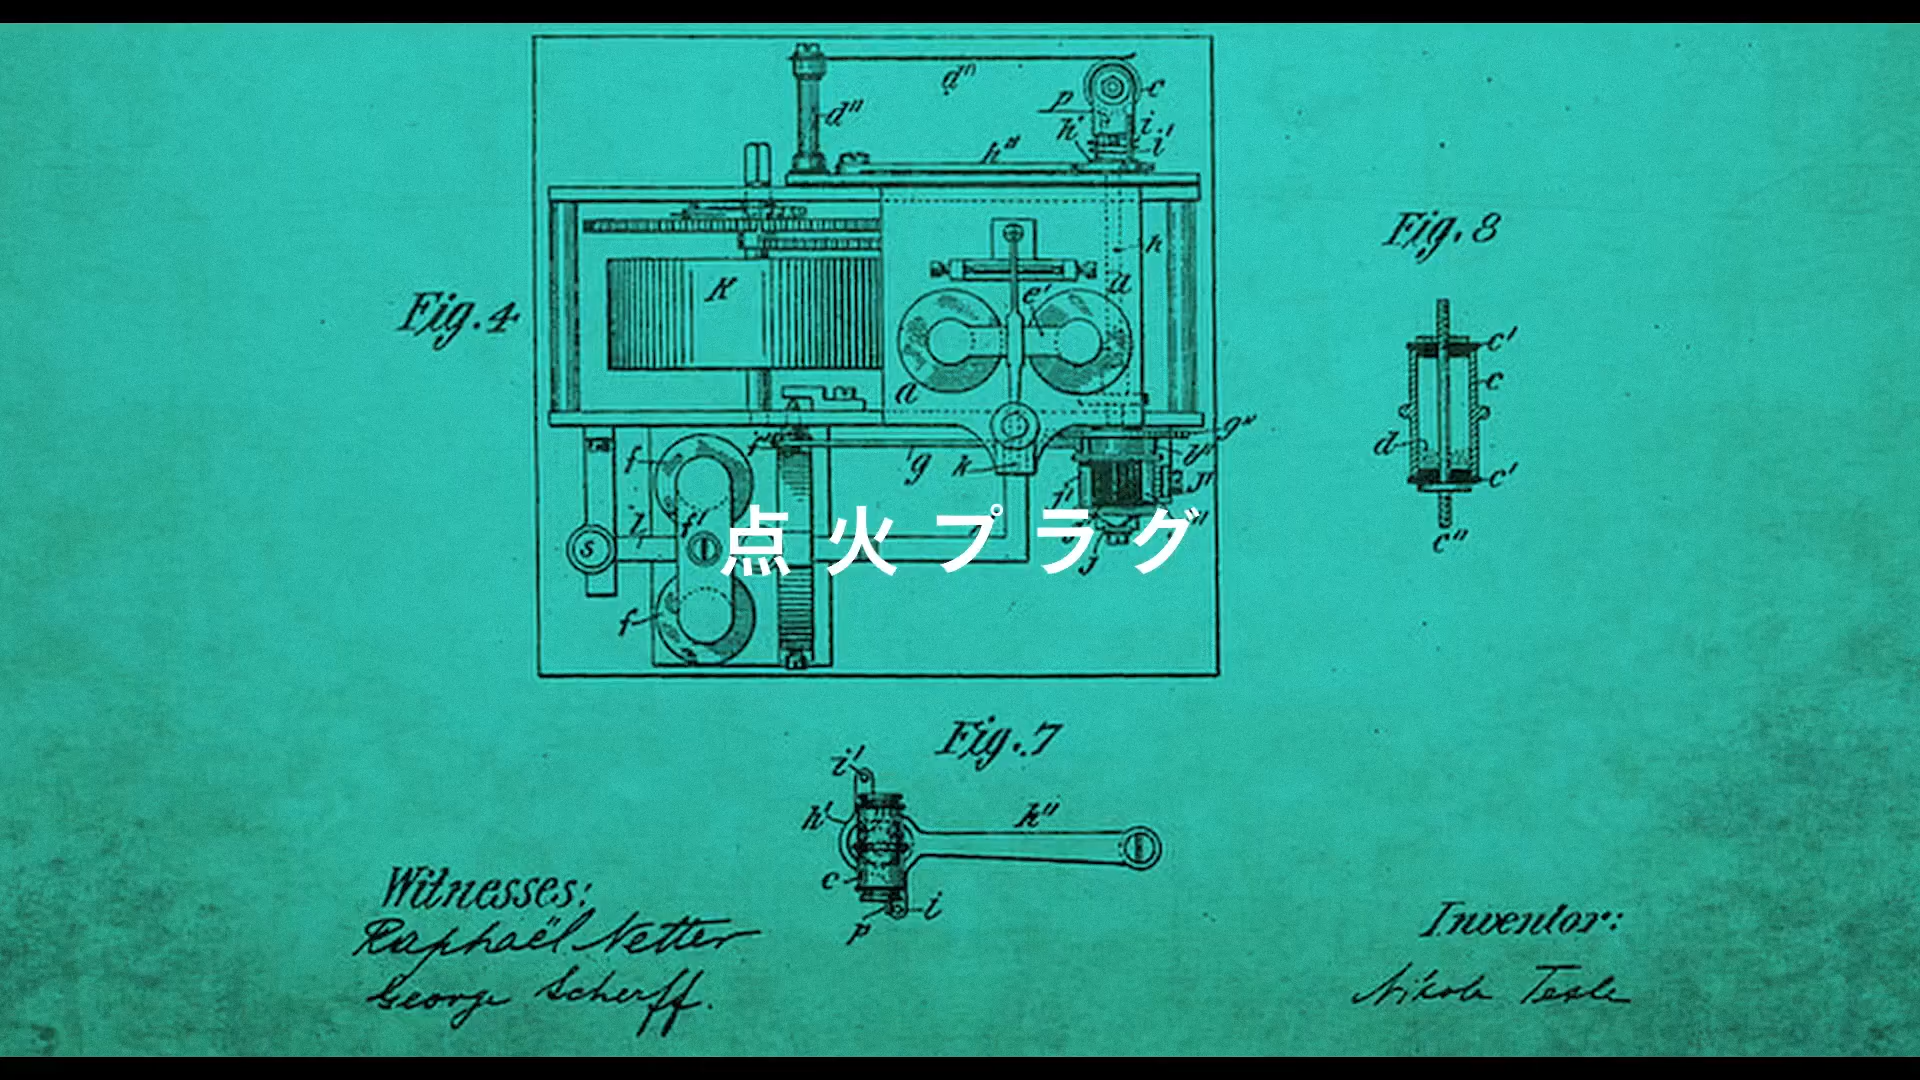 d'''
c
d''
p
h'
i
i'
h''
h
Fig. 8
K
a
e'
Fig. 4
c'
c
a
g''
f
f'
g
k
d
c'
点火プラグ
l
f'
S
j
c''
f
Fig. 7
i'
h'
h''
c
i
p
Witnesses:
Raphaël Netter
George Scherff.
Inventor:
Nikola Tesla